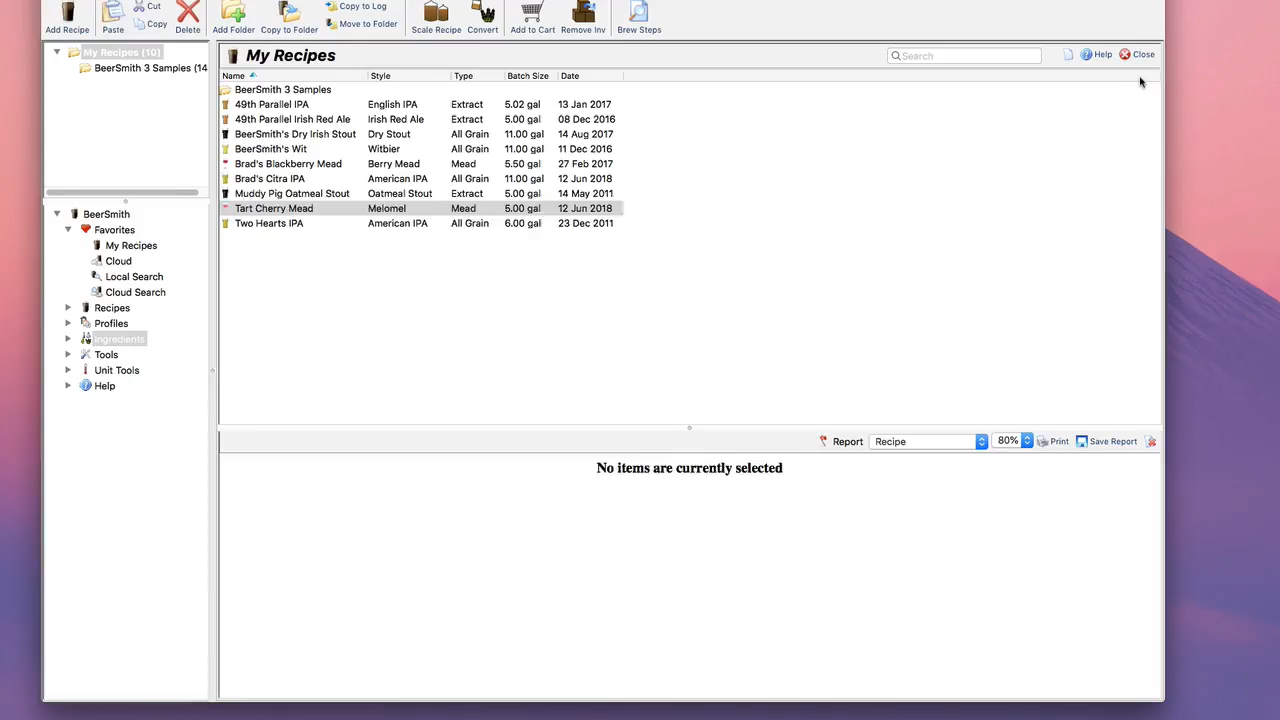 Cut Copy to Log
Copy Move to Folder
Add Recipe Paste Delete Add Folder Copy to Folder Scale Recipe Convert Add to Cart Remove Inv Brew Steps
My Recipes (10)
BeerSmith 3 Samples (14
My Recipes Search Help Close
Name Style Type Batch Size Date
BeerSmith 3 Samples
49th Parallel IPA English IPA Extract 5.02 gal 13 Jan 2017
49th Parallel Irish Red Ale Irish Red Ale Extract 5.00 gal 08 Dec 2016
BeerSmith's Dry Irish Stout Dry Stout All Grain 11.00 gal 14 Aug 2017
BeerSmith's Wit Witbier All Grain 11.00 gal 11 Dec 2016
Brad's Blackberry Mead Berry Mead Mead 5.50 gal 27 Feb 2017
Brad's Citra IPA American IPA All Grain 11.00 gal 12 Jun 2018
Muddy Pig Oatmeal Stout Oatmeal Stout Extract 5.00 gal 14 May 2011
Tart Cherry Mead Melomel Mead 5.00 gal 12 Jun 2018
Two Hearts IPA American IPA All Grain 6.00 gal 23 Dec 2011
BeerSmith
Favorites
My Recipes
Cloud
Local Search
Cloud Search
Recipes
Profiles
Ingredients
Tools
Unit Tools
Help
Report Recipe 80% Print Save Report
No items are currently selected